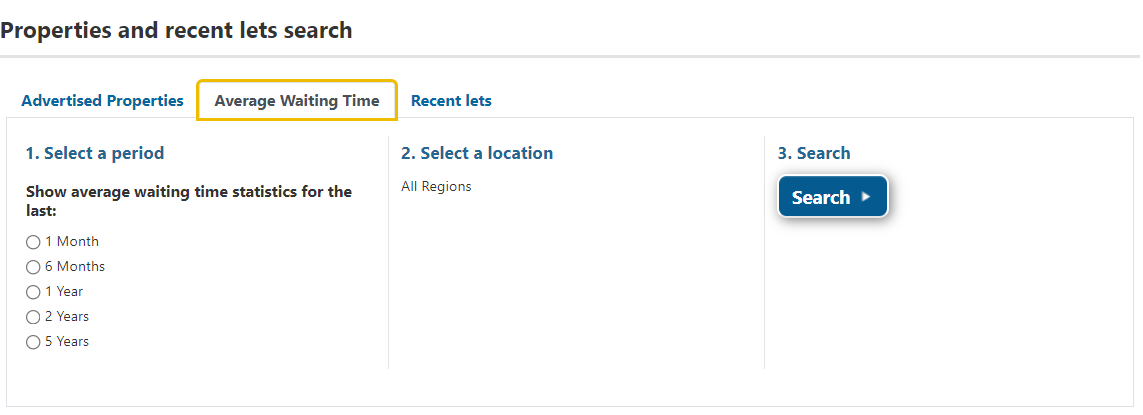 Properties and recent lets search
Advertised Properties
Average Waiting Time
Recent lets
1. Select a period
Show average waiting time statistics for the
last:
1 Month
6 Months
1 Year
2 Years
5 Years
2. Select a location
All Regions
3. Search
Search